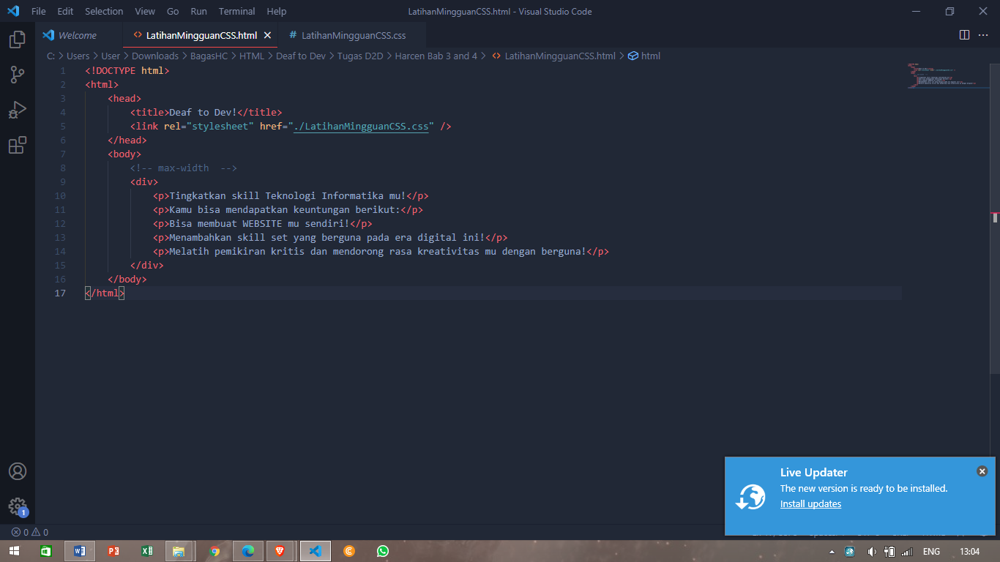 File Edit Selection View Go Run Terminal Help
LatihanMingguanCSS.html - Visual Studio Code
Welcome
LatihanMingguanCSS.html
# LatihanMingguanCSS.css
C: > Users > User > Downloads > BagasHC > HTML > Deaf to Dev > Tugas D2D > Harcen Bab 3 and 4 > <> LatihanMingguanCSS.html > html
1 <!DOCTYPE html>
2 <html>
3 <head>
4 <title>Deaf to Dev!</title>
5 <link rel="stylesheet" href="./LatihanMingguanCSS.css" />
6 </head>
7 <body>
8 <!-- max-width  -->
9 <div>
10 <p>Tingkatkan skill Teknologi Informatika mu!</p>
11 <p>Kamu bisa mendapatkan keuntungan berikut:</p>
12 <p>Bisa membuat WEBSITE mu sendiri!</p>
13 <p>Menambahkan skill set yang berguna pada era digital ini!</p>
14 <p>Melatih pemikiran kritis dan mendorong rasa kreativitas mu dengan berguna!</p>
15 </div>
16 </body>
17 </html>
Live Updater
The new version is ready to be installed.
Install updates
1
0 0
ENG 13:04